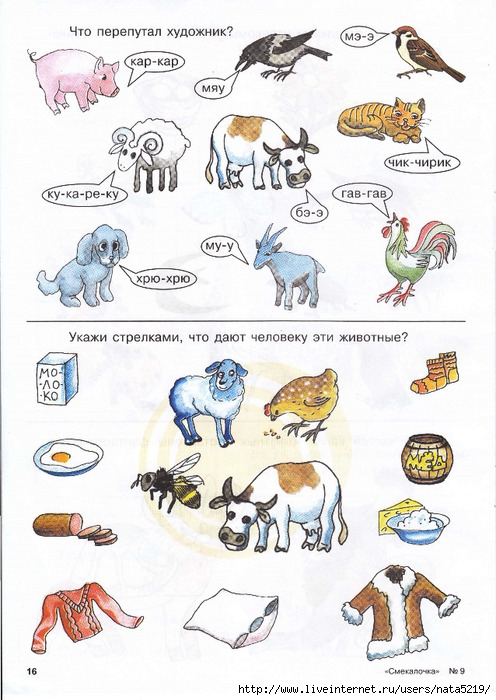 Что перепутал художник?
кар-кар
мяу
мэ-э
чик-чирик
ку-ка-ре-ку
бэ-э
гав-гав
хрю-хрю
му-у
Укажи стрелками, что дают человеку эти животные?
МО-
-ЛО-
-КО
МЁД
16
«Смекалочка» № 9
http://www.liveinternet.ru/users/nata5219/